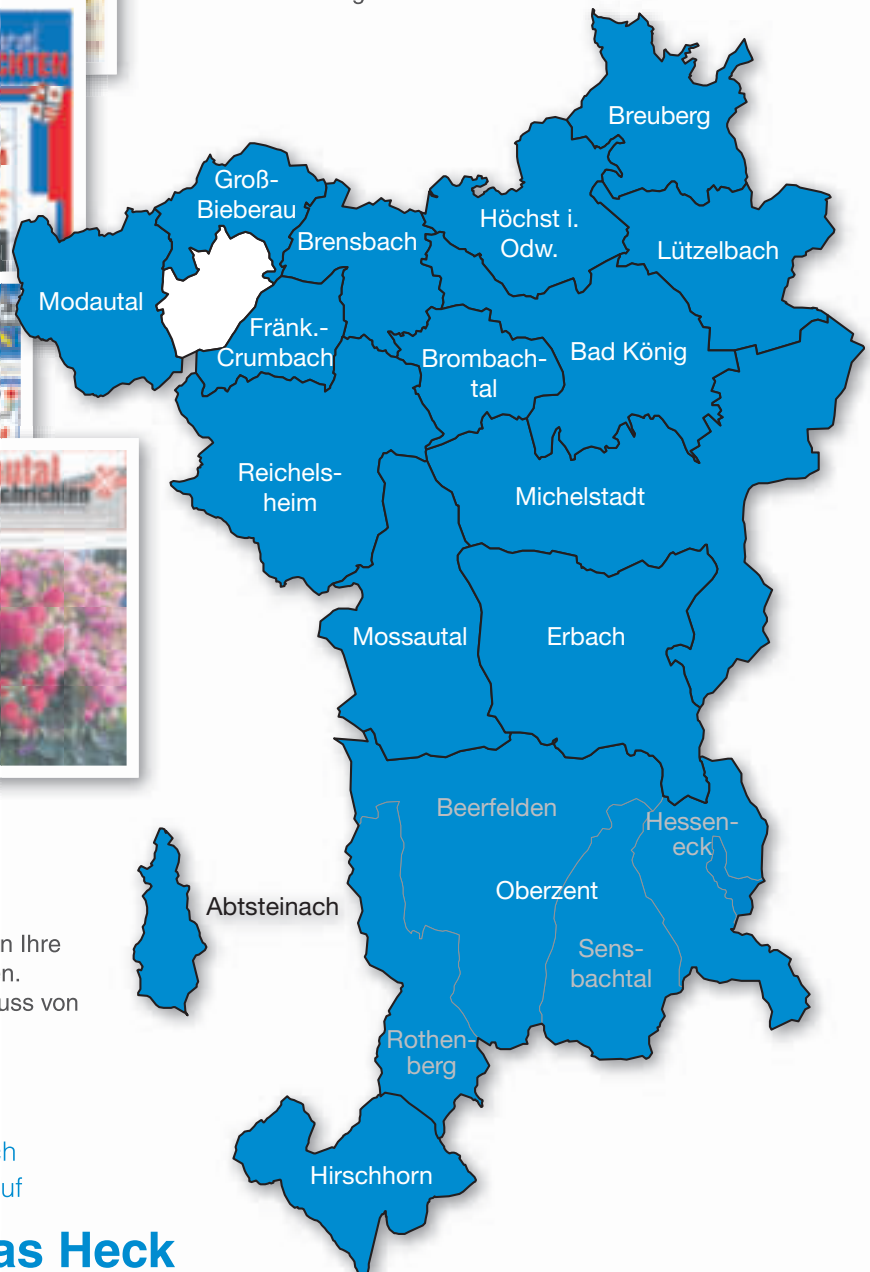 Breuberg
Groß-
Bieberau
Höchst i.
Odw.
Brensbach
Lützelbach
Modautal
Fränk.-
Crumbach
Brombach-
tal
Bad König
Reichels-
heim
Michelstadt
Mossautal
Erbach
Beerfelden
Hessen-
eck
Oberzent
Abtsteinach
Sens-
bachtal
n Ihre
n.
uss von
Rothen-
berg
ch
uf
Hirschhorn
as Heck